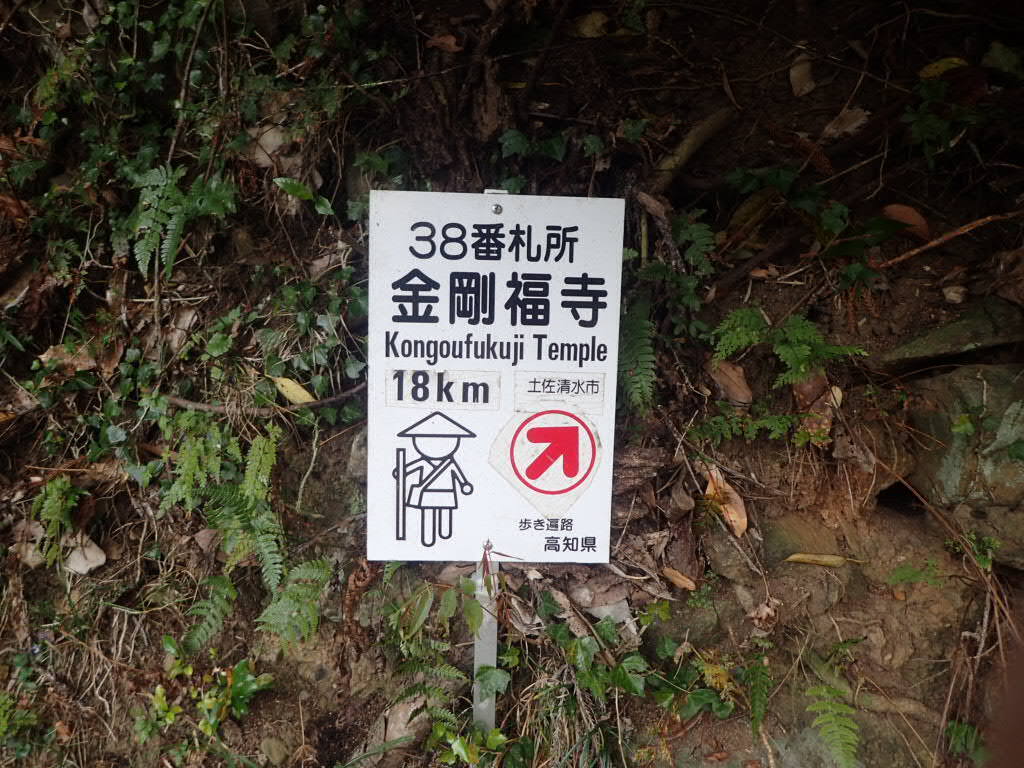 38番札所
金剛福寺
Kongoufukuji Temple
18km
土佐清水市
歩き遍路
高知県